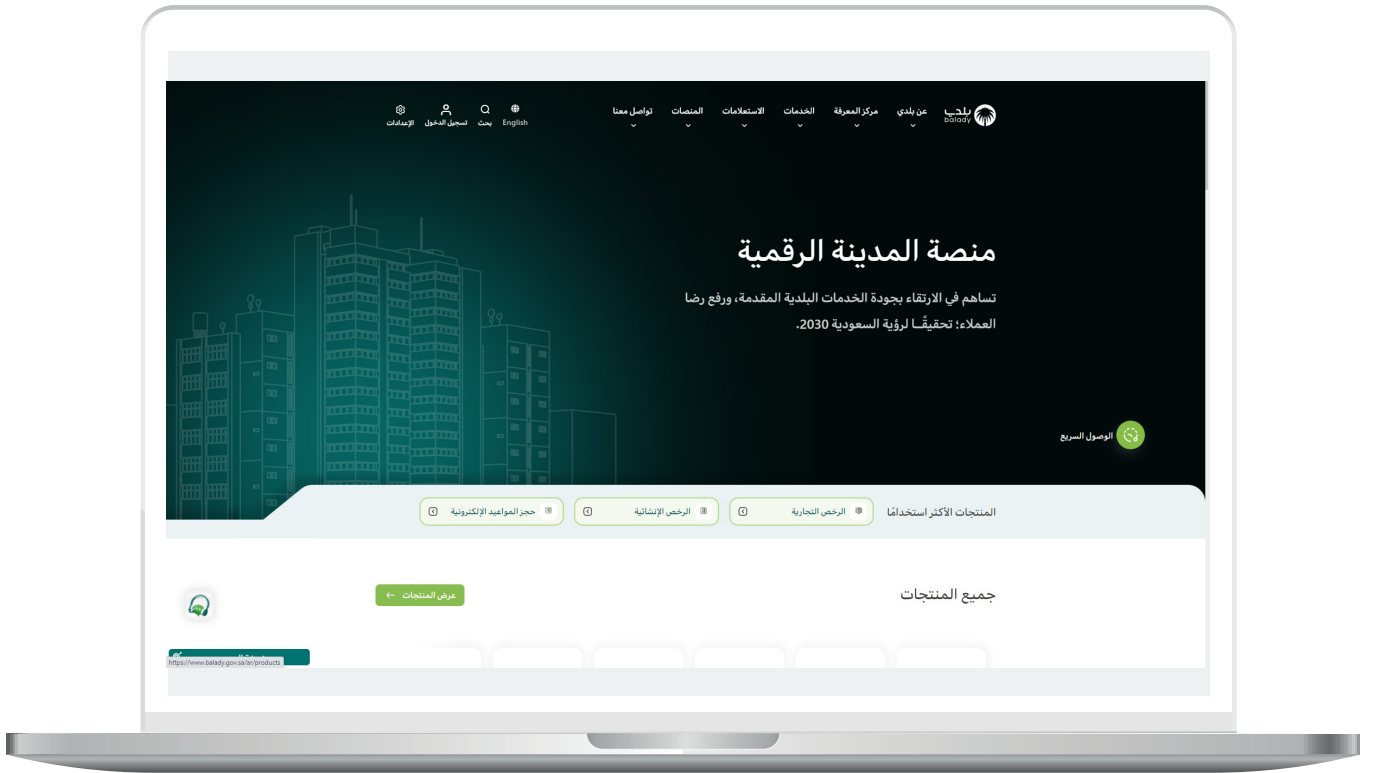 بلدي
balady
عن بلدي
مركز المعرفة
الخدمات
الاستعلامات
المنصات
تواصل معنا
English
بحث
تسجيل الدخول
الإعدادات
منصة المدينة الرقمية
تساهم في الارتقاء بجودة الخدمات البلدية المقدمة، ورفع رضا
العملاء؛ تحقيقًــا لرؤية السعودية 2030.
الوصول السريع
المنتجات الأكثر استخدامًا
الرخص التجارية
الرخص الإنشائية
حجز المواعيد الإلكترونية
جميع المنتجات
عرض المنتجات
https://www.balady.gov.sa/ar/products